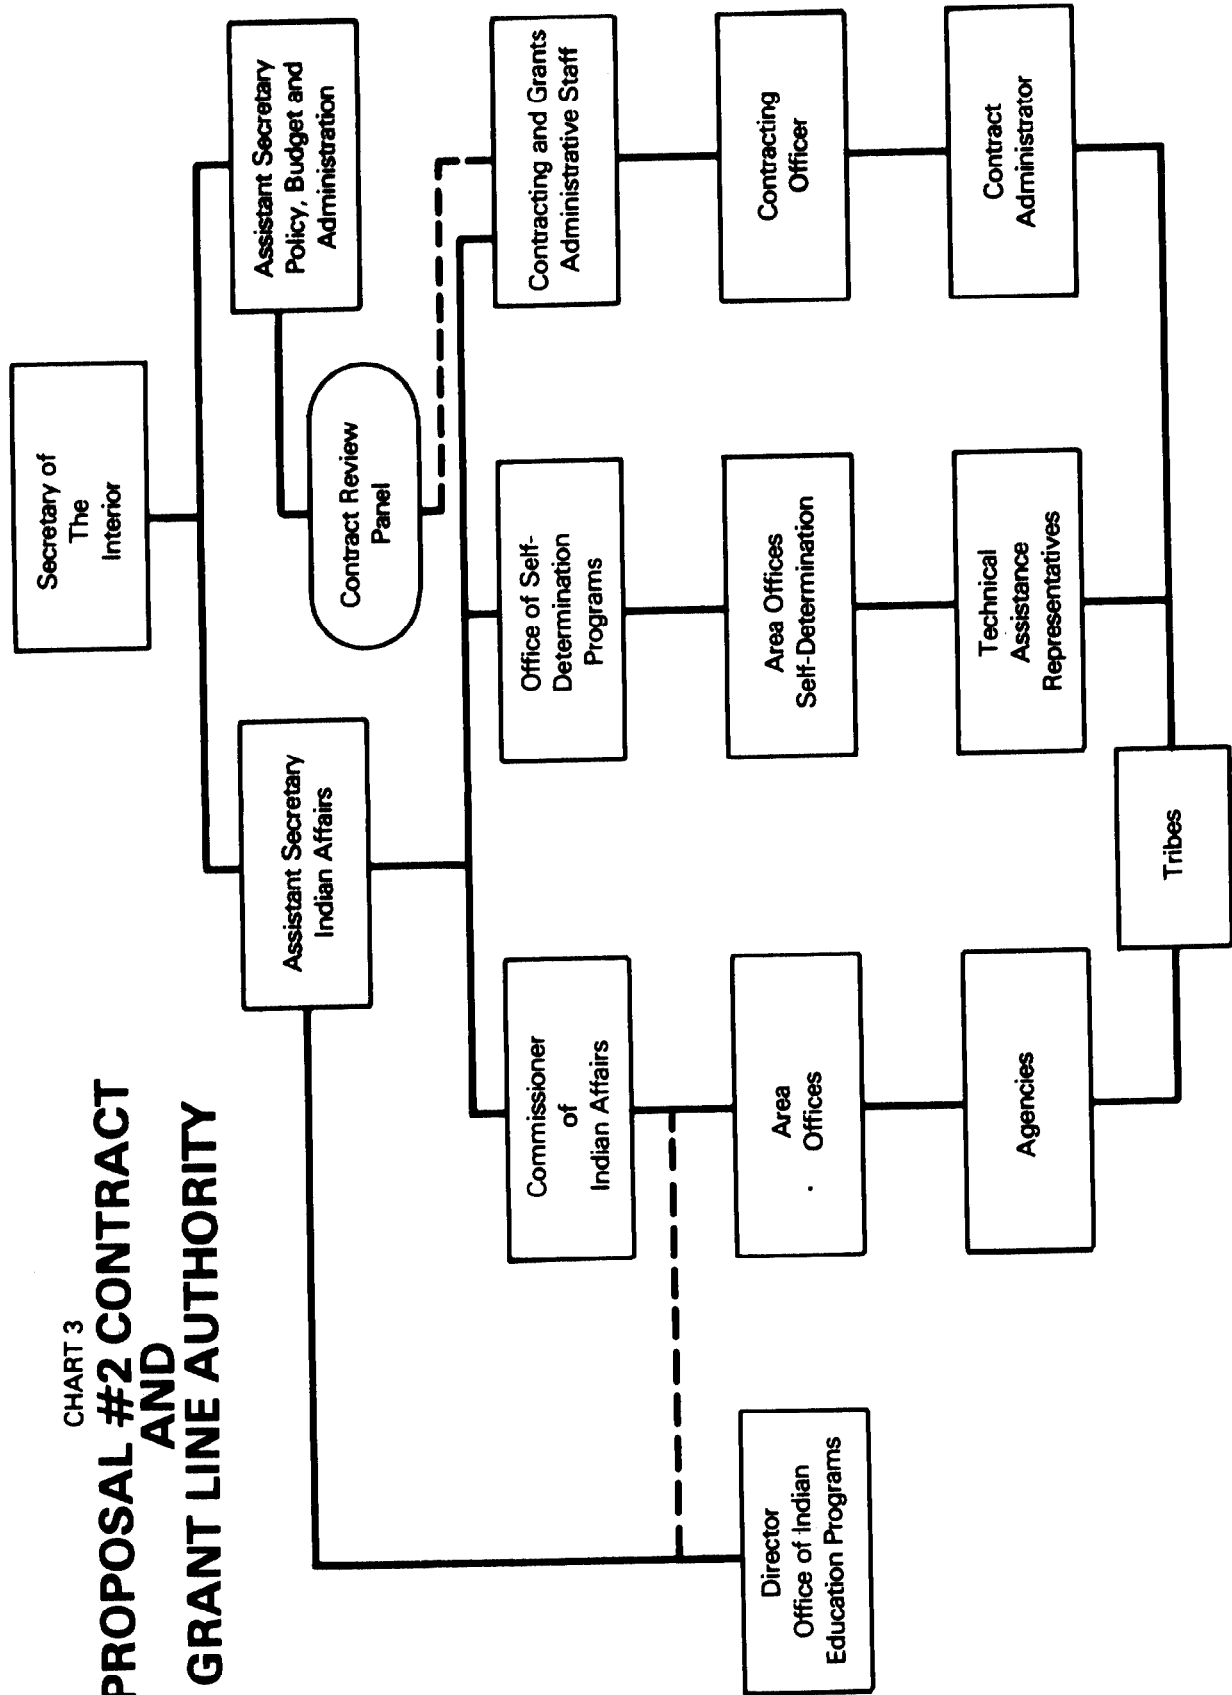 CHART 3
PROPOSAL #2 CONTRACT
AND
GRANT LINE AUTHORITY
Secretary of
The
Interior
Assistant Secretary
Indian Affairs
Assistant Secretary
Policy, Budget and
Administration
Contract Review
Panel
Commissioner
of
Indian Affairs
Office of Self-
Determination
Programs
Contracting and Grants
Administrative Staff
Director
Office of Indian
Education Programs
Area
Offices
Area Offices
Self-Determination
Contracting
Officer
Agencies
Technical
Assistance
Representatives
Contract
Administrator
Tribes